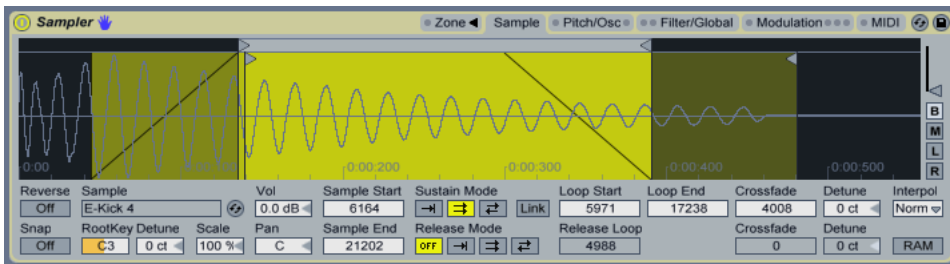 Sampler Zone Sample Pitch/Osc Filter/Global Modulation MIDI
B
M
L
R
0:00 0:00:200 0:00:300 0:00:400 0:00:500
Reverse Sample Vol Sample Start Sustain Mode Loop Start Loop End Crossfade Detune Interpol
Off E-Kick 4 0.0 dB 6164 Link 5971 17238 4008 0 ct Norm
Snap RootKey Detune Scale Pan Sample End Release Mode Release Loop Crossfade Detune
Off C3 0 ct 100 % C 21202 OFF 4988 0 0 ct RAM